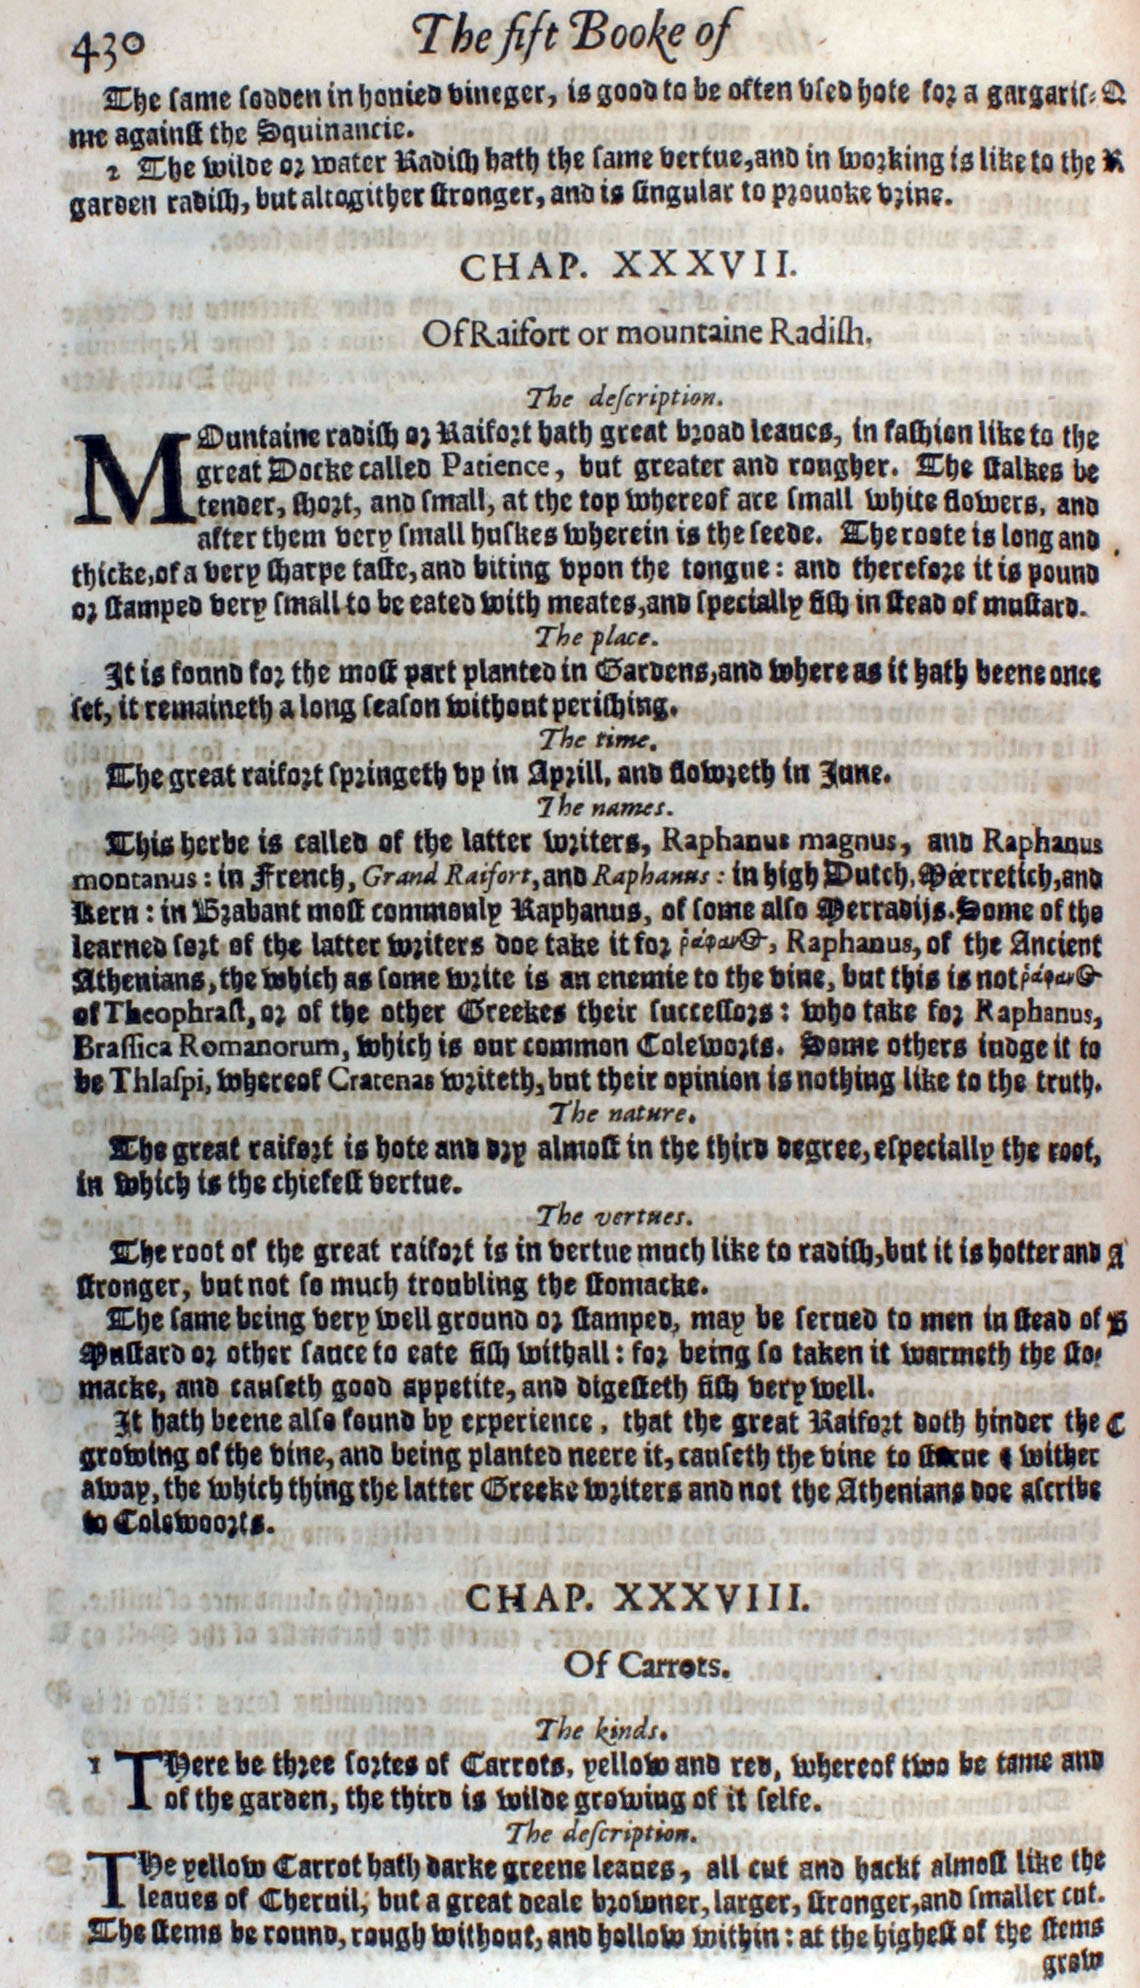 430 The fift Booke of
The ſame ſodden in honied vineger, is good to be often vſed hote for a gargariſ- Q
me againſt the Squinancie.
2 The wilde or water Radiſh hath the ſame vertue, and in working is like to the R
garden radiſh, but altogither ſtronger, and is ſingular to prouoke vrine.
CHAP. XXXVII.
Of Raifort or mountaine Radiſh.
The deſcription.
MOuntaine radiſh or Raifort hath great broad leaues, in faſhion like to the
great Docke called Patience, but greater and rougher. The ſtalkes be
tender, ſhort, and ſmall, at the top whereof are ſmall white flowers, and
after them very ſmall huſkes wherein is the ſeede. The roote is long and
thicke, of a very ſharpe taſte, and biting vpon the tongue: and therefore it is pound
or ſtamped very ſmall to be eated with meates, and ſpecially fiſh in ſtead of muſtard.
The place.
It is found for the moſt part planted in Gardens, and where as it hath beene once
ſet, it remaineth a long ſeaſon without periſhing.
The time.
The great raifort ſpringeth vp in Aprill, and flowreth in June.
The names.
This herbe is called of the latter writers, Raphanus magnus, and Raphanus
montanus: in French, Grand Raifort, and Raphanus: in high Dutch, Merretich, and
Kern: in Brabant moſt commonly Raphanus, of ſome alſo Merradijs. Some of the
learned ſort of the latter writers doe take it for ῥάφανος, Raphanus, of the Ancient
Athenians, the which as ſome write is an enemie to the vine, but this is not ῥάφανος
of Theophraſt, or of the other Greekes their ſucceſſors: who take for Raphanus,
Braſſica Romanorum, which is our common Coleworts. Some others iudge it to
be Thlaſpi, whereof Cratenas writeth, but their opinion is nothing like to the truth.
The nature.
The great raifort is hote and dry almoſt in the third degree, eſpecially the root,
in which is the chiefeſt vertue.
The vertues.
The root of the great raifort is in vertue much like to radiſh, but it is hotter and A
ſtronger, but not ſo much troubling the ſtomacke.
The ſame being very well ground or ſtamped, may be ſerued to men in ſtead of B
Muſtard or other ſauce to eate fiſh withall: for being ſo taken it warmeth the ſto-
macke, and cauſeth good appetite, and digeſteth fiſh very well.
It hath beene alſo found by experience, that the great Raifort doth hinder the C
growing of the vine, and being planted neere it, cauſeth the vine to ſtarue & wither
away, the which thing the latter Greeke writers and not the Athenians doe aſcribe
to Colewoorts.
CHAP. XXXVIII.
Of Carrots.
The kinds.
1 THere be three ſortes of Carrots, yellow and red, whereof two be tame and
of the garden, the third is wilde growing of it ſelfe.
The deſcription.
THe yellow Carrot hath darke greene leaues, all cut and hackt almoſt like the
leaues of Cheruil, but a great deale browner, larger, ſtronger, and ſmaller cut.
The ſtems be round, rough without, and hollow within: at the higheſt of the ſtems
grow